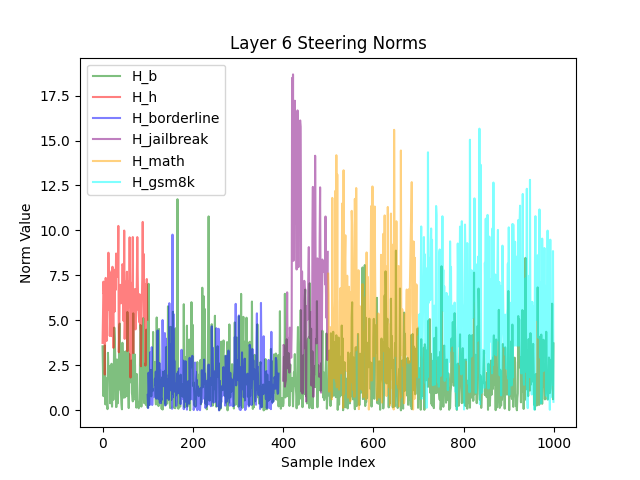 Layer 6 Steering Norms
H_b
H_h
H_borderline
H_jailbreak
H_math
H_gsm8k
Norm Value
17.5
15.0
12.5
10.0
7.5
5.0
2.5
0.0
0
200
400
600
800
1000
Sample Index